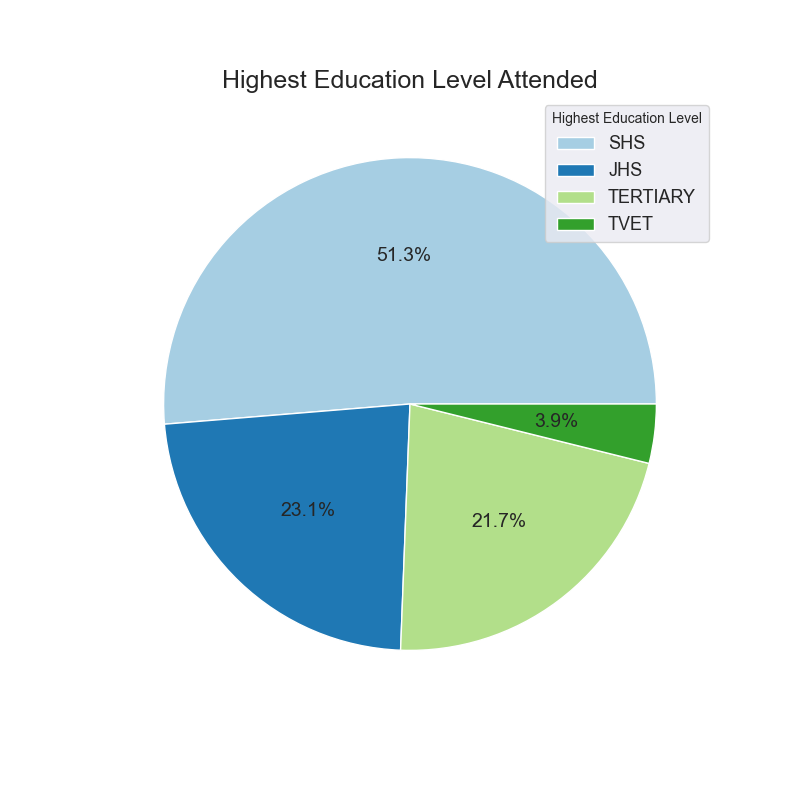 Highest Education Level Attended
Highest Education Level
SHS
JHS
TERTIARY
TVET
51.3%
3.9%
23.1%
21.7%